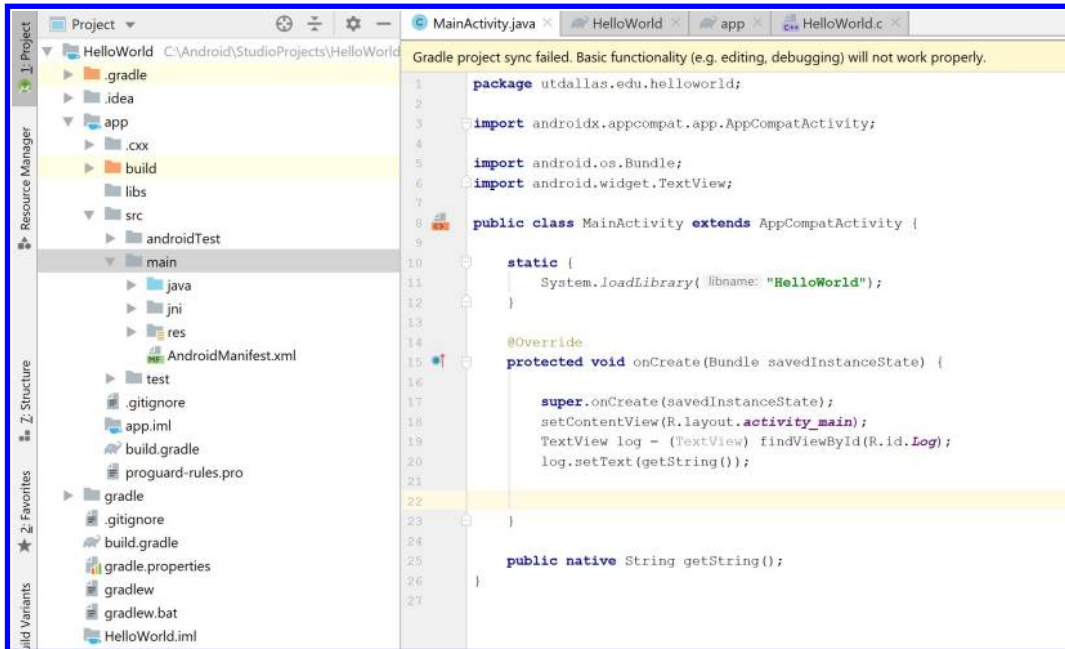 1: Project
Resource Manager
Z: Structure
2: Favorites
ild Variants
Project
HelloWorld C:\Android\StudioProjects\HelloWorld
.gradle
.idea
app
.cxx
build
libs
src
androidTest
main
java
jni
res
AndroidManifest.xml
test
.gitignore
app.iml
build.gradle
proguard-rules.pro
gradle
.gitignore
build.gradle
gradle.properties
gradlew
gradlew.bat
HelloWorld.iml
MainActivity.java HelloWorld app HelloWorld.c
Gradle project sync failed. Basic functionality (e.g. editing, debugging) will not work properly.
1 package utdallas.edu.helloworld;
2
3 import androidx.appcompat.app.AppCompatActivity;
4
5 import android.os.Bundle;
6 import android.widget.TextView;
7
8 public class MainActivity extends AppCompatActivity {
9
10 static {
11 System.loadLibrary( libname: "HelloWorld");
12 }
13
14 @Override
15 protected void onCreate(Bundle savedInstanceState) {
16
17 super.onCreate(savedInstanceState);
18 setContentView(R.layout.activity_main);
19 TextView log = (TextView) findViewById(R.id.Log);
20 log.setText(getString());
21
22
23 }
24
25 public native String getString();
26 }
27